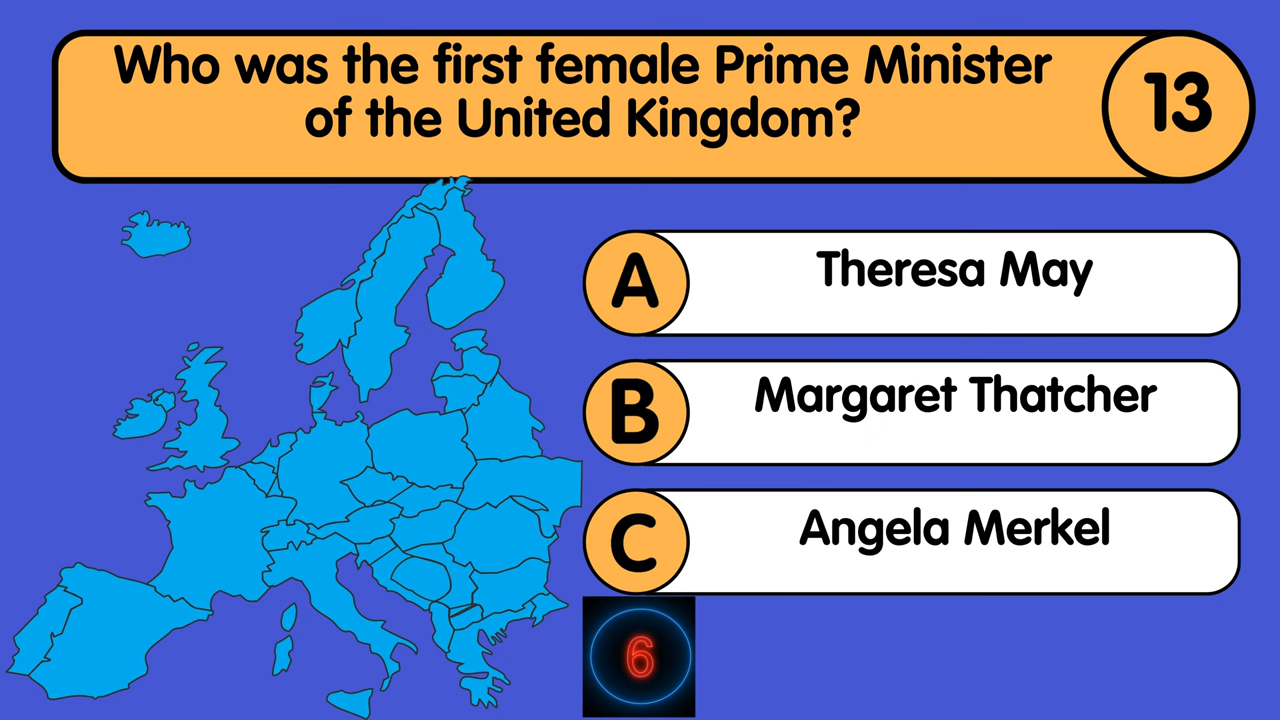 Who was the first female Prime Minister
of the United Kingdom?
13
A
Theresa May
B
Margaret Thatcher
C
Angela Merkel
6